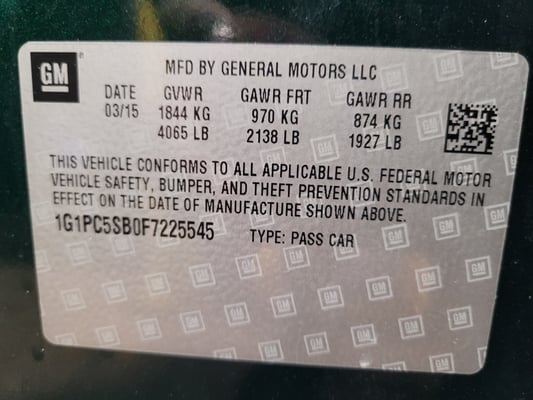 GM
MFD BY GENERAL MOTORS LLC
DATE GVWR GAWR FRT GAWR RR
03/15 1844 KG 970 KG 874 KG
4065 LB 2138 LB 1927 LB
THIS VEHICLE CONFORMS TO ALL APPLICABLE U.S. FEDERAL MOTOR
VEHICLE SAFETY, BUMPER, AND THEFT PREVENTION STANDARDS IN
EFFECT ON THE DATE OF MANUFACTURE SHOWN ABOVE.
1G1PC5SB0F7225545 TYPE: PASS CAR